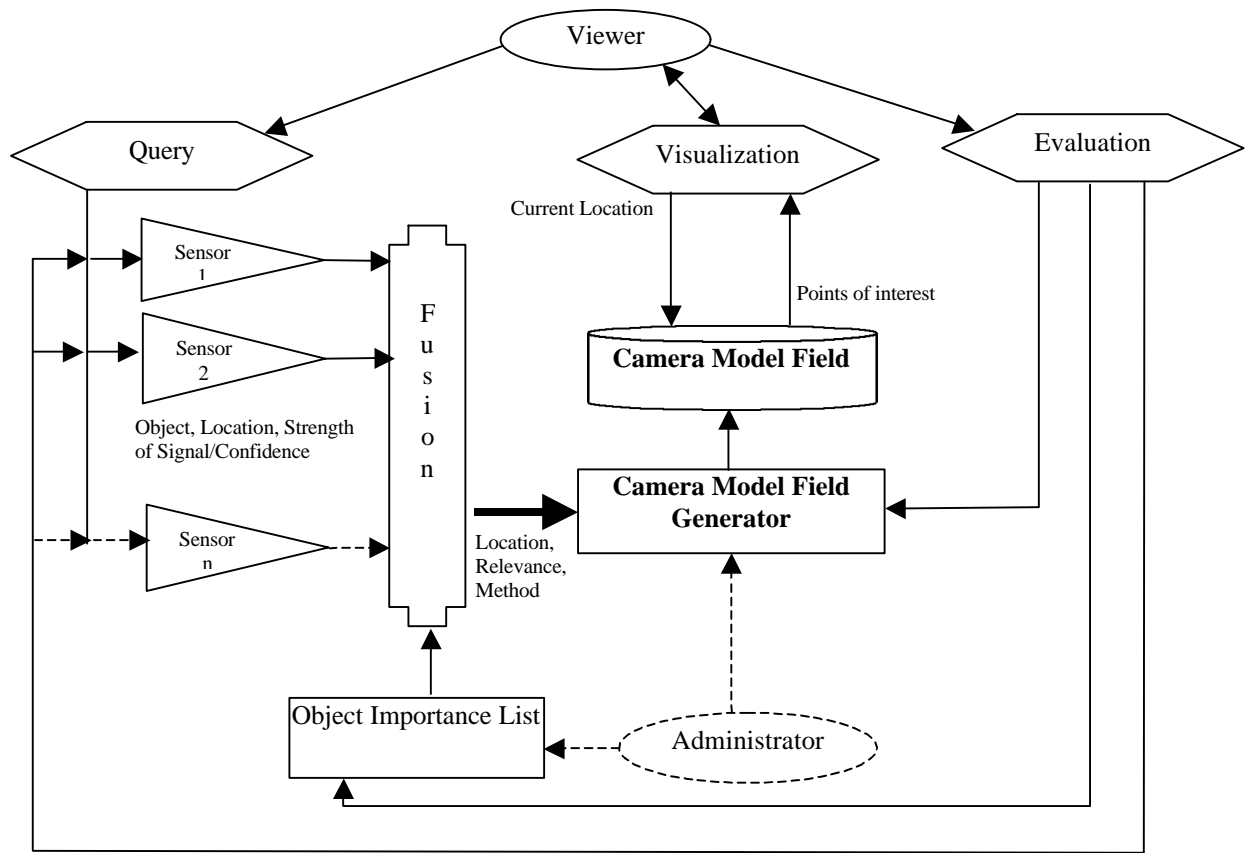 Viewer
Query
Visualization
Evaluation
Current Location
Points of interest
Sensor
1
Sensor
2
Object, Location, Strength
of Signal/Confidence
Sensor
n
F
u
s
i
o
n
Camera Model Field
Camera Model Field
Generator
Location,
Relevance,
Method
Object Importance List
Administrator